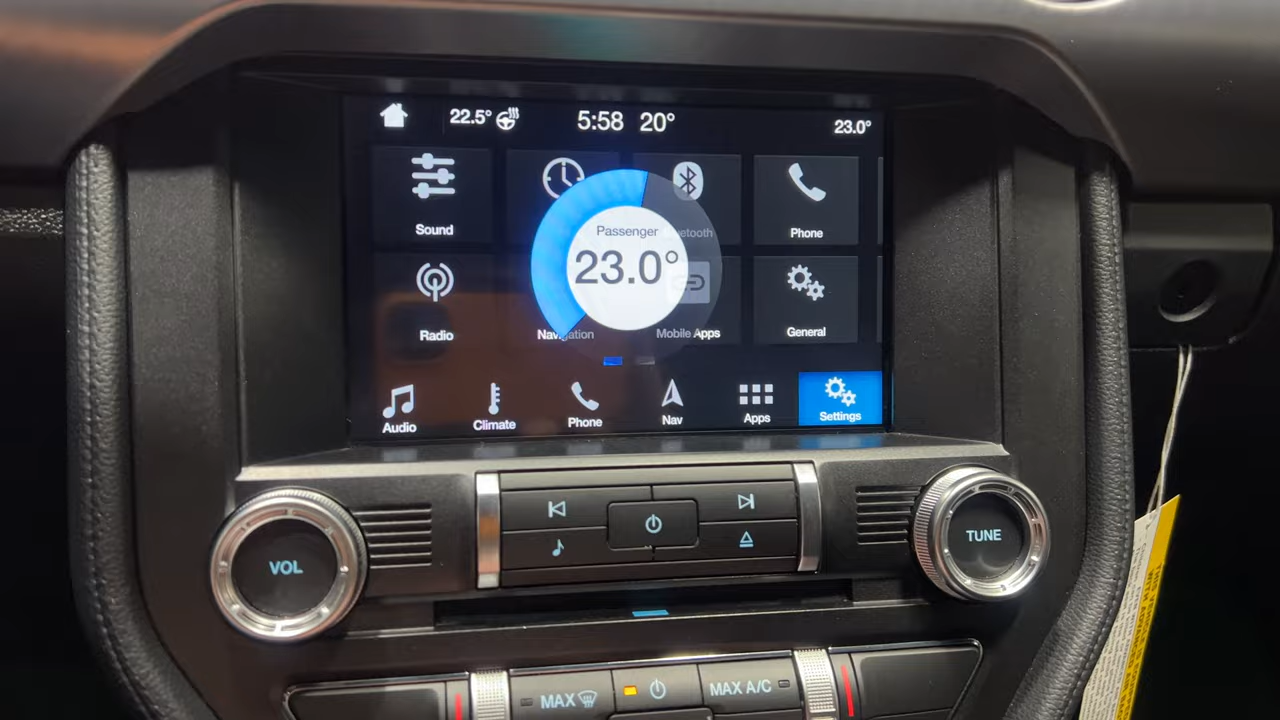 22.5° 5:58 20° 23.0°
Sound
Phone
Passenger
23.0°
Radio
Navigation
Mobile Apps
General
Audio
Climate
Phone
Nav
Apps
Settings
VOL
TUNE
MAX
MAX A/C